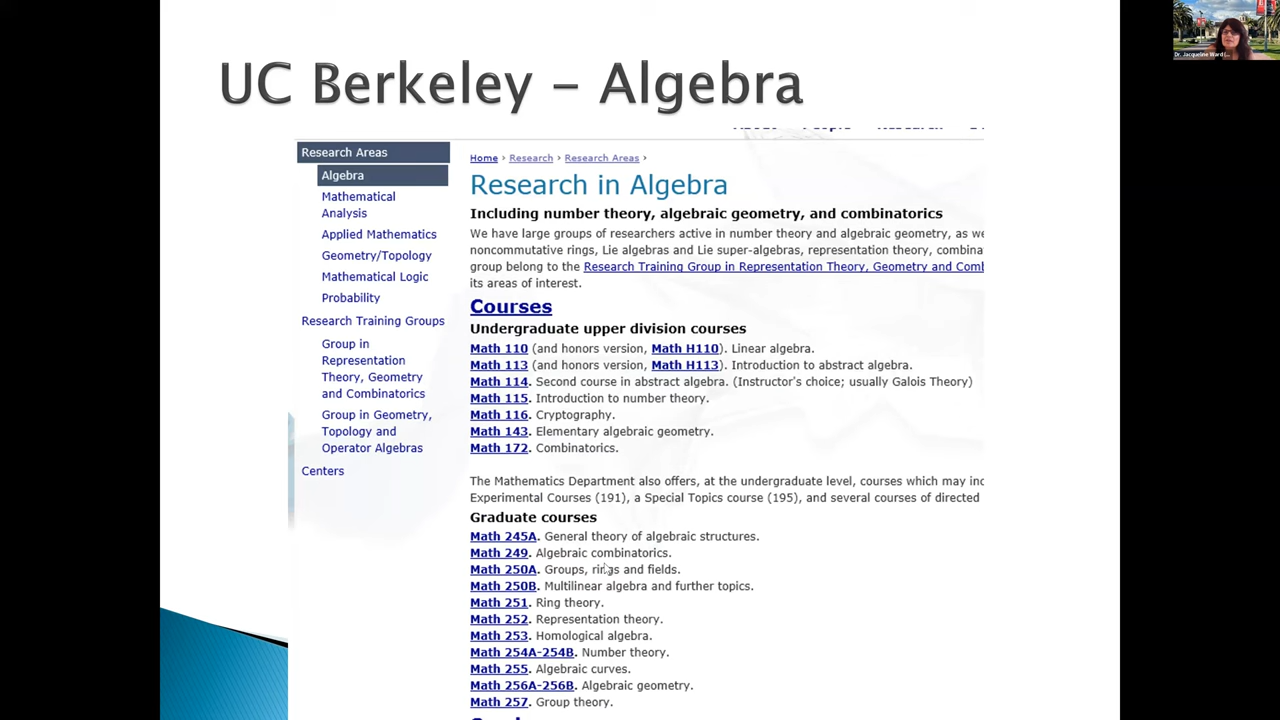 UC Berkeley - Algebra
Dr. Jacqueline Ward (...
Research Areas
Algebra
Mathematical
Analysis
Applied Mathematics
Geometry/Topology
Mathematical Logic
Probability
Research Training Groups
Group in
Representation
Theory, Geometry
and Combinatorics
Group in Geometry,
Topology and
Operator Algebras
Centers
Home › Research › Research Areas ›
Research in Algebra
Including number theory, algebraic geometry, and combinatorics
We have large groups of researchers active in number theory and algebraic geometry, as we
noncommutative rings, Lie algebras and Lie super-algebras, representation theory, combina
group belong to the Research Training Group in Representation Theory, Geometry and Comb
its areas of interest.
Courses
Undergraduate upper division courses
Math 110 (and honors version, Math H110). Linear algebra.
Math 113 (and honors version, Math H113). Introduction to abstract algebra.
Math 114. Second course in abstract algebra. (Instructor's choice; usually Galois Theory)
Math 115. Introduction to number theory.
Math 116. Cryptography.
Math 143. Elementary algebraic geometry.
Math 172. Combinatorics.
The Mathematics Department also offers, at the undergraduate level, courses which may inc
Experimental Courses (191), a Special Topics course (195), and several courses of directed
Graduate courses
Math 245A. General theory of algebraic structures.
Math 249. Algebraic combinatorics.
Math 250A. Groups, rings and fields.
Math 250B. Multilinear algebra and further topics.
Math 251. Ring theory.
Math 252. Representation theory.
Math 253. Homological algebra.
Math 254A-254B. Number theory.
Math 255. Algebraic curves.
Math 256A-256B. Algebraic geometry.
Math 257. Group theory.